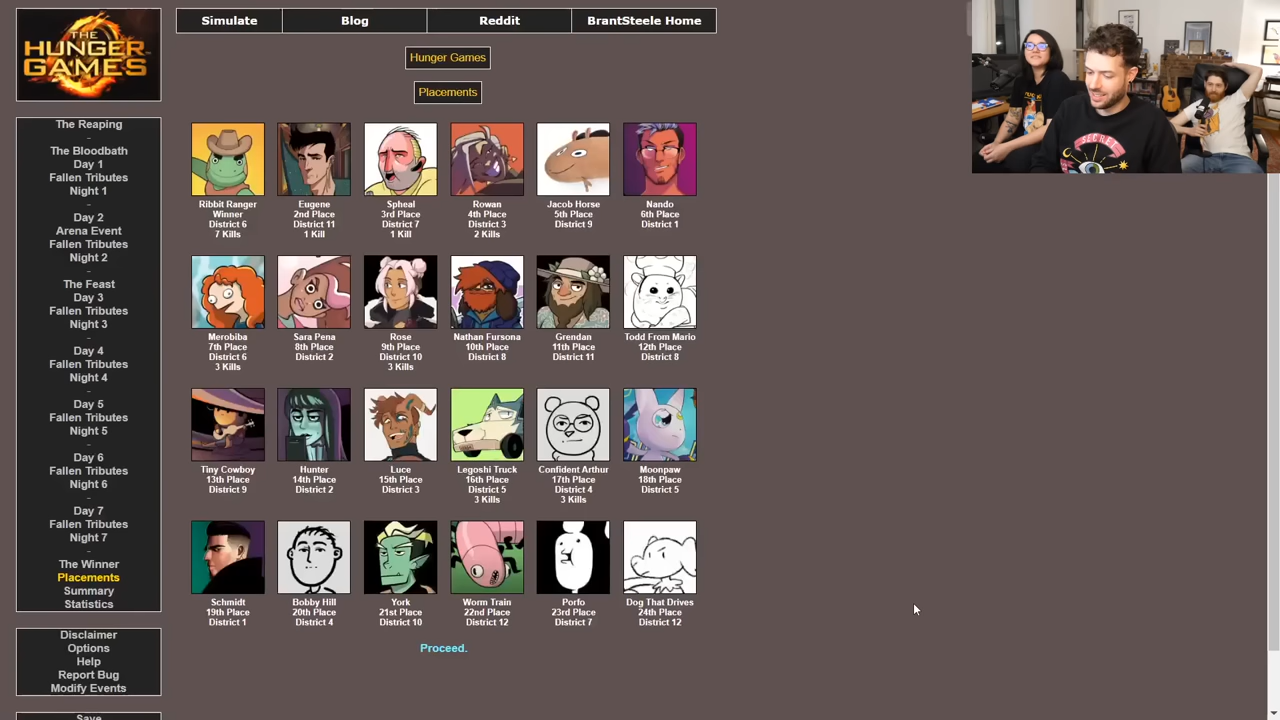 THE
HUNGER
GAMES
Simulate
Blog
Reddit
BrantSteele Home
Hunger Games
Placements
The Reaping
-
The Bloodbath
Day 1
Fallen Tributes
Night 1
-
Day 2
Arena Event
Fallen Tributes
Night 2
-
The Feast
Day 3
Fallen Tributes
Night 3
-
Day 4
Fallen Tributes
Night 4
-
Day 5
Fallen Tributes
Night 5
-
Day 6
Fallen Tributes
Night 6
-
Day 7
Fallen Tributes
Night 7
-
The Winner
Placements
Summary
Statistics
Disclaimer
Options
Help
Report Bug
Modify Events
Save
Ribbit Ranger
Winner
District 6
7 Kills
Eugene
2nd Place
District 11
1 Kill
Spheal
3rd Place
District 7
1 Kill
Rowan
4th Place
District 3
2 Kills
Jacob Horse
5th Place
District 9
Nando
6th Place
District 1
Merobiba
7th Place
District 6
3 Kills
Sara Pena
8th Place
District 2
Rose
9th Place
District 10
3 Kills
Nathan Fursona
10th Place
District 8
Grendan
11th Place
District 11
Todd From Mario
12th Place
District 8
Tiny Cowboy
13th Place
District 9
Hunter
14th Place
District 2
Luce
15th Place
District 3
Legoshi Truck
16th Place
District 5
3 Kills
Confident Arthur
17th Place
District 4
3 Kills
Moonpaw
18th Place
District 5
Schmidt
19th Place
District 1
Bobby Hill
20th Place
District 4
York
21st Place
District 10
Worm Train
22nd Place
District 12
Porfo
23rd Place
District 7
Dog That Drives
24th Place
District 12
Proceed.
SECRET